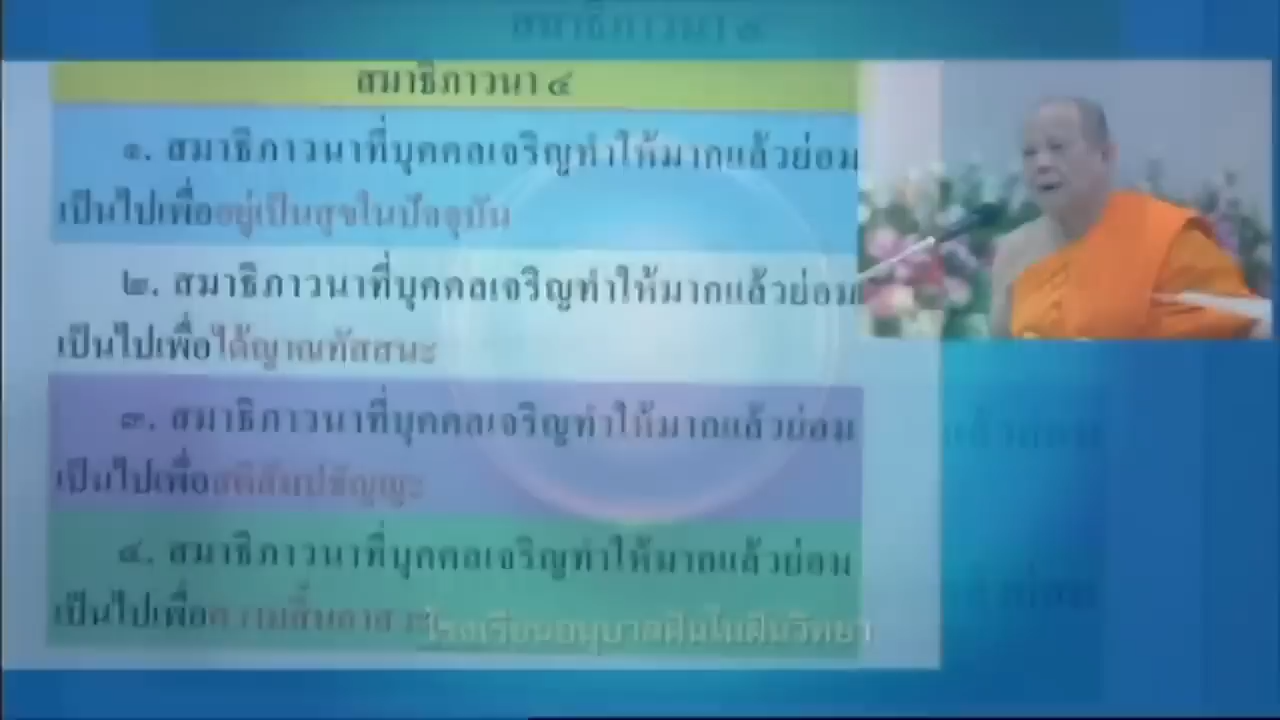 สมาธิภาวนา ๔
๑. สมาธิภาวนาที่บุคคลเจริญทำให้มากแล้วย่อม
เป็นไปเพื่ออยู่เป็นสุขในปัจจุบัน
๒. สมาธิภาวนาที่บุคคลเจริญทำให้มากแล้วย่อม
เป็นไปเพื่อได้ญาณทัสสนะ
๓. สมาธิภาวนาที่บุคคลเจริญทำให้มากแล้วย่อม
เป็นไปเพื่อสติสัมปชัญญะ
๔. สมาธิภาวนาที่บุคคลเจริญทำให้มากแล้วย่อม
เป็นไปเพื่อความสิ้นอาสวะ
โรงเรียนอนุบาลฝันในฝันวิทยา